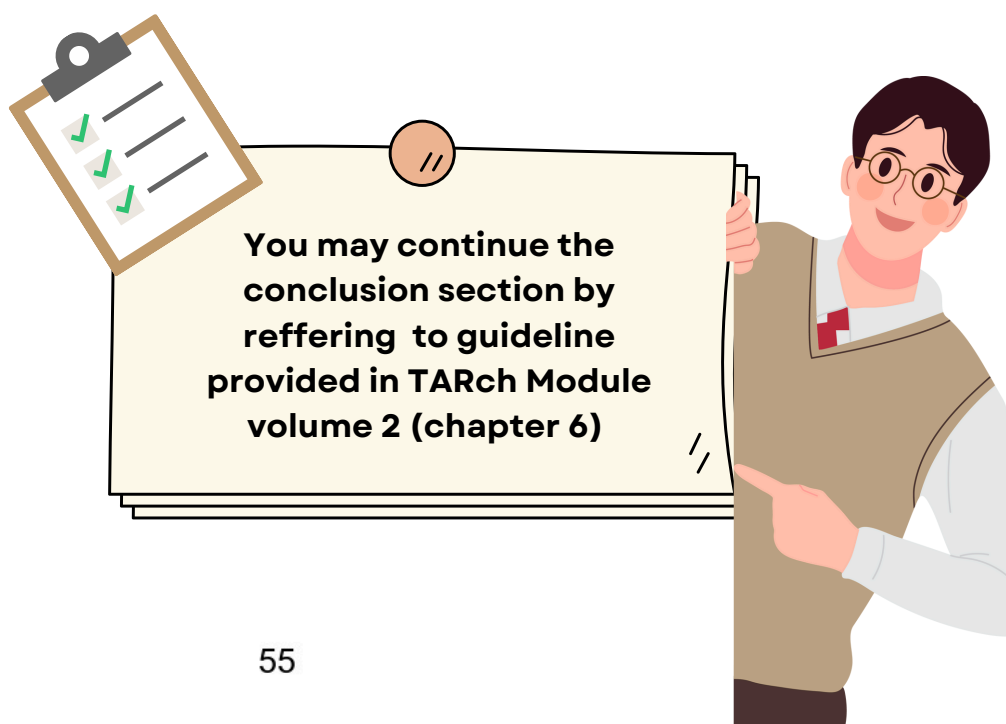 You may continue the
conclusion section by
reffering to guideline
provided in TARch Module
volume 2 (chapter 6)
55